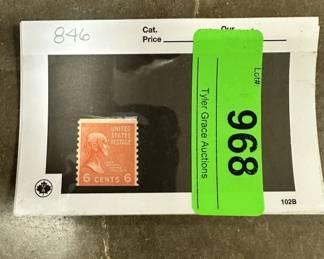 846
Cat.
Price
Our
UNITED
STATES
POSTAGE
6 CENTS 6
Lot#
968
Tyler Grace Auctions
102B